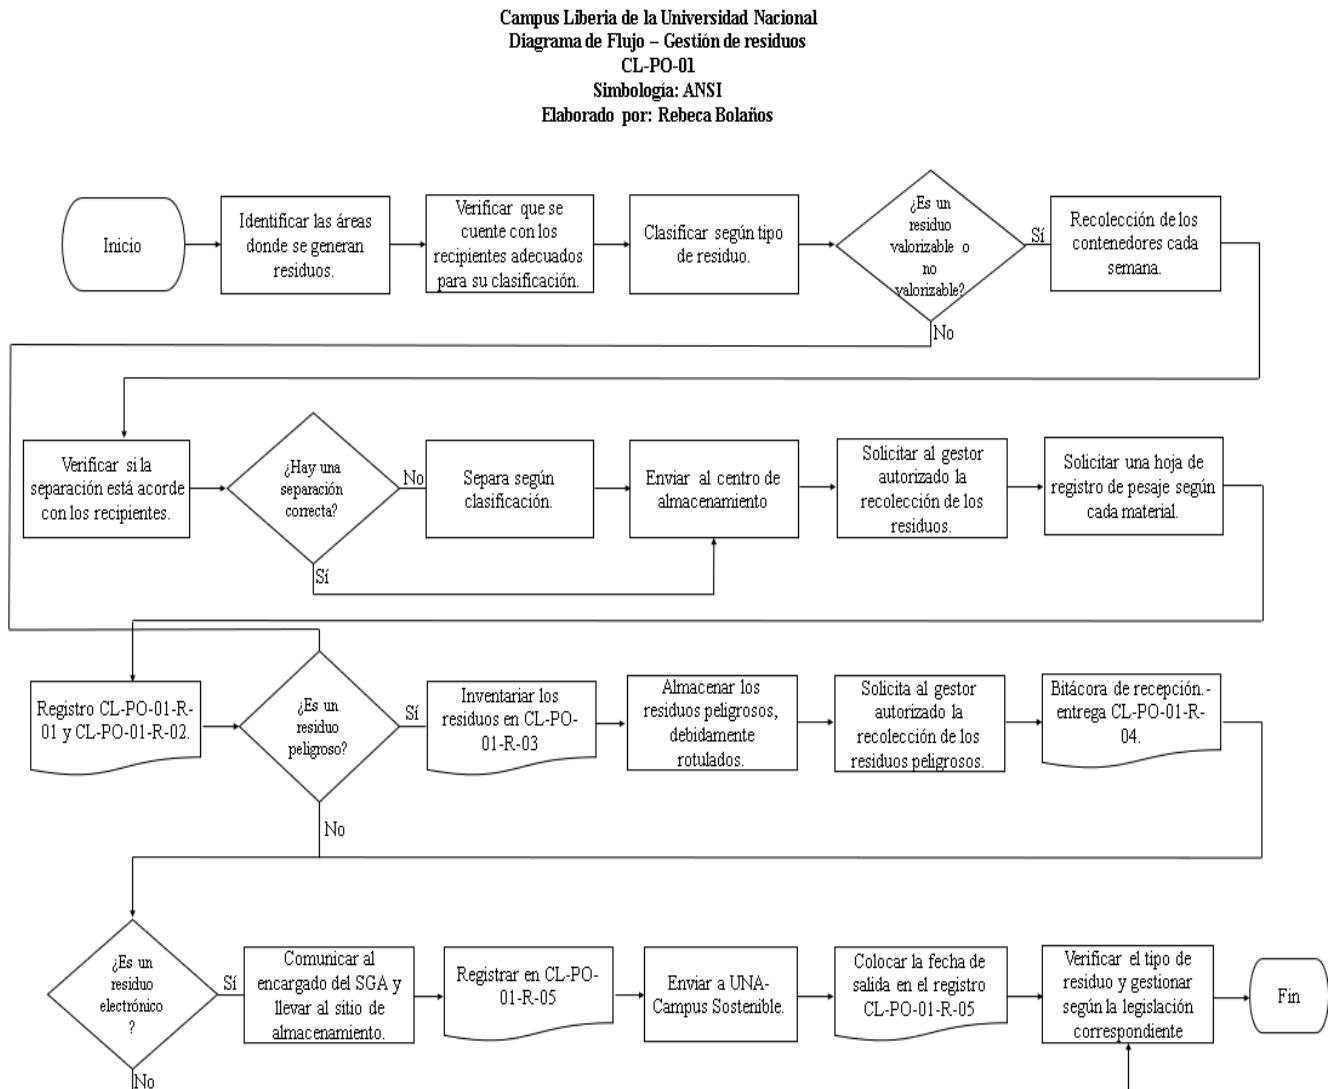 Campus Liberia de la Universidad Nacional
Diagrama de Flujo – Gestión de residuos
CL-PO-01
Simbología: ANSI
Elaborado por: Rebeca Bolaños
Inicio
Identificar las áreas
donde se generan
residuos.
Verificar que se
cuente con los
recipientes adecuados
para su clasificación.
Clasificar según tipo
de residuo.
¿Es un
residuo
valorizable o
no
valorizable?
Sí
No
Recolección de los
contenedores cada
semana.
Verificar si la
separación está acorde
con los recipientes.
¿Hay una
separación
correcta?
No
Sí
Separa según
clasificación.
Enviar al centro de
almacenamiento
Solicitar al gestor
autorizado la
recolección de los
residuos.
Solicitar una hoja de
registro de pesaje según
cada material.
Registro CL-PO-01-R-
01 y CL-PO-01-R-02.
¿Es un
residuo
peligroso?
Sí
No
Inventariar los
residuos en CL-PO-
01-R-03
Almacenar los
residuos peligrosos,
debidamente
rotulados.
Solicita al gestor
autorizado la
recolección de los
residuos peligrosos.
Bitácora de recepción.-
entrega CL-PO-01-R-
04.
¿Es un
residuo
electrónico
?
Sí
No
Comunicar al
encargado del SGA y
llevar al sitio de
almacenamiento.
Registrar en CL-PO-
01-R-05
Enviar a UNA-
Campus Sostenible.
Colocar la fecha de
salida en el registro
CL-PO-01-R-05
Verificar el tipo de
residuo y gestionar
según la legislación
correspondiente
Fin